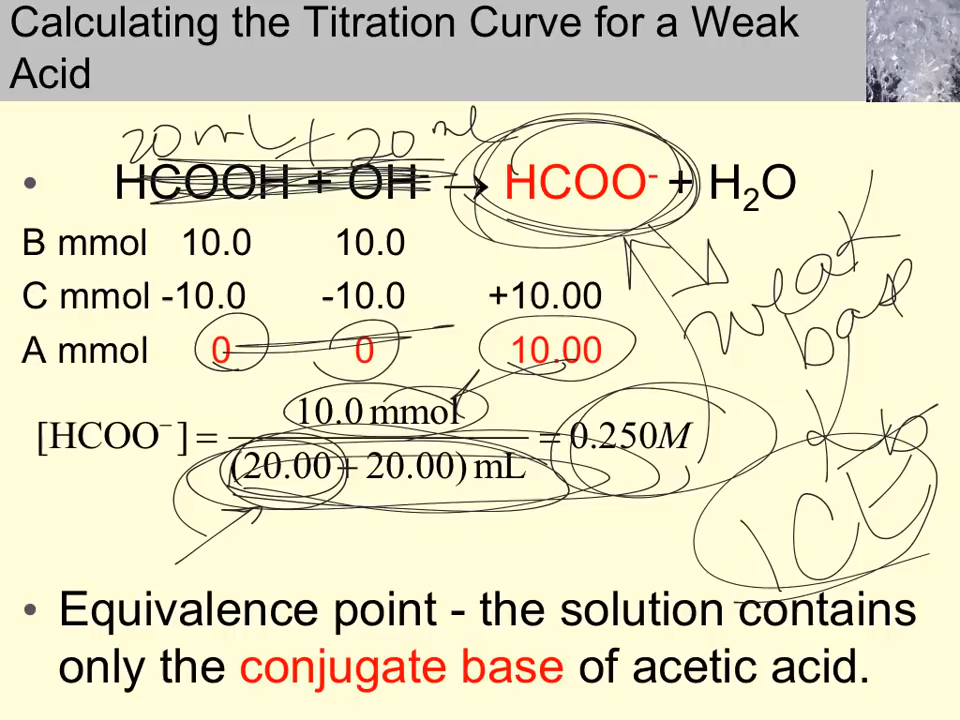 Calculating the Titration Curve for a Weak
Acid
20 mL + 20 ml
• HCOOH + OH⁻ → HCOO⁻ + H₂O
B mmol 10.0 10.0
C mmol -10.0 -10.0 +10.00
A mmol 0 0 10.00
weak
base
[HCOO⁻] = 10.0 mmol / (20.00 + 20.00) mL = 0.250M
ICE
• Equivalence point - the solution contains
only the conjugate base of acetic acid.